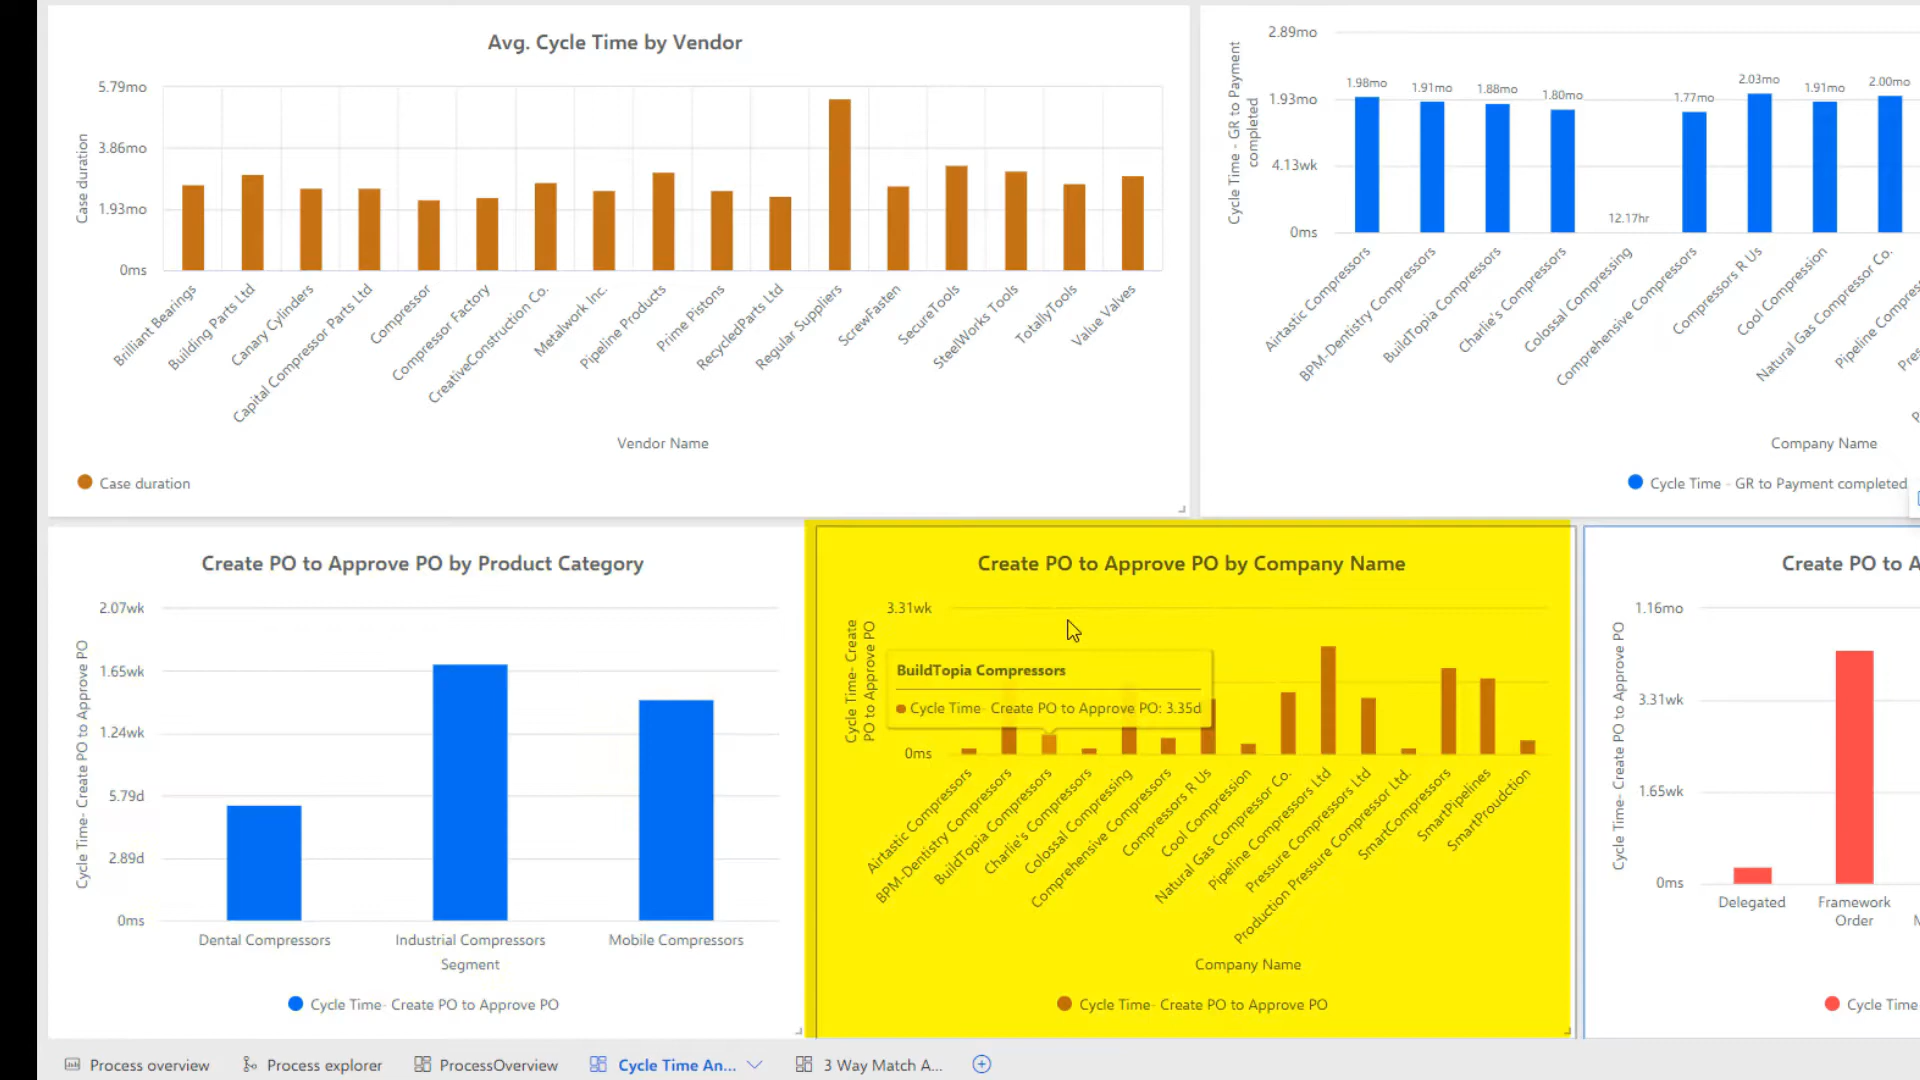 Avg. Cycle Time by Vendor
5.79mo
3.86mo
1.93mo
0ms
Case duration
Brilliant Bearings
Building Parts Ltd
Canary Cylinders
Capital Compressor Parts Ltd
Compressor
Compressor Factory
CreativeConstruction Co.
Metalwork Inc.
Pipeline Products
Prime Pistons
RecycledParts Ltd
Regular Suppliers
ScrewFasten
SecureTools
SteelWorks Tools
TotallyTools
Value Valves
Vendor Name
Case duration
2.89mo
1.93mo
4.13wk
0ms
Cycle Time - GR to Payment
completed
1.98mo
1.91mo
1.88mo
1.80mo
12.17hr
1.77mo
2.03mo
1.91mo
2.00mo
Airtastic Compressors
BPM-Dentistry Compressors
BuildTopia Compressors
Charlie's Compressors
Colossal Compressing
Comprehensive Compressors
Compressors R Us
Cool Compression
Natural Gas Compressor Co.
Pipeline Compres
Pres
Company Name
Cycle Time - GR to Payment completed
Create PO to Approve PO by Product Category
2.07wk
1.65wk
1.24wk
5.79d
2.89d
0ms
Cycle Time- Create PO to Approve PO
Dental Compressors
Industrial Compressors
Mobile Compressors
Segment
Cycle Time- Create PO to Approve PO
Create PO to Approve PO by Company Name
3.31wk
0ms
Cycle Time- Create
PO to Approve PO
BuildTopia Compressors
Cycle Time- Create PO to Approve PO: 3.35d
Airtastic Compressors
BPM-Dentistry Compressors
BuildTopia Compressors
Charlie's Compressors
Colossal Compressing
Comprehensive Compressors
Compressors R Us
Cool Compression
Natural Gas Compressor Co.
Pipeline Compressors Ltd
Pressure Compressors Ltd
Production Pressure Compressor Ltd.
SmartCompressors
SmartPipelines
SmartProudction
Company Name
Cycle Time- Create PO to Approve PO
Create PO to A
1.16mo
3.31wk
1.65wk
0ms
Cycle Time- Create PO to Approve PO
Delegated
Framework
Order
Cycle Time
Process overview
Process explorer
ProcessOverview
Cycle Time An...
3 Way Match A...